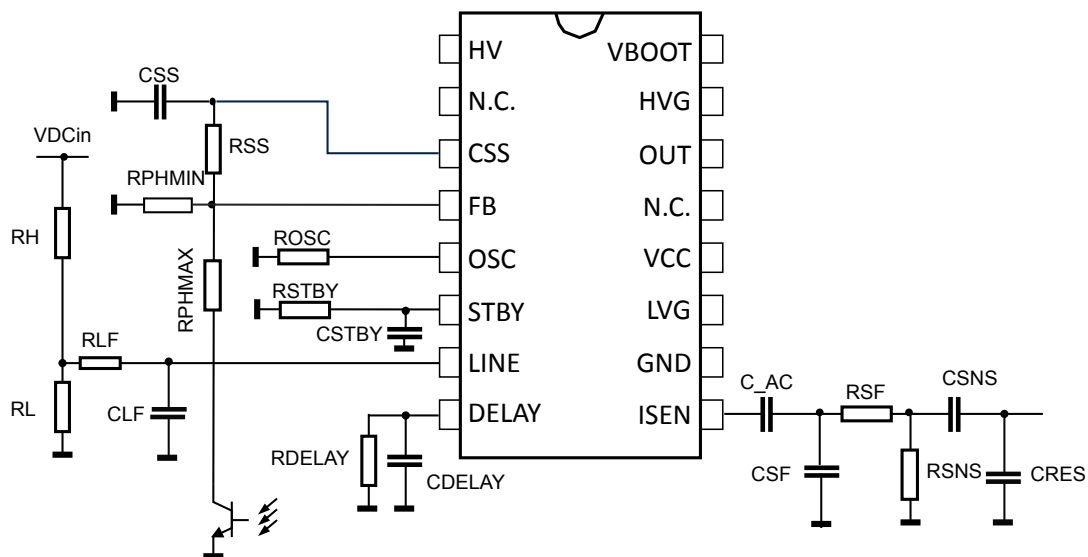 HV
VBOOT
CSS
N.C.
HVG
VDCin
RSS
CSS
OUT
RPHMIN
FB
N.C.
RH
ROSC
OSC
VCC
RPHMAX
RSTBY
STBY
LVG
CSTBY
RLF
LINE
GND
C_AC
CSNS
RSF
RL
CLF
DELAY
ISEN
RDELAY
CDELAY
CSF
RSNS
CRES